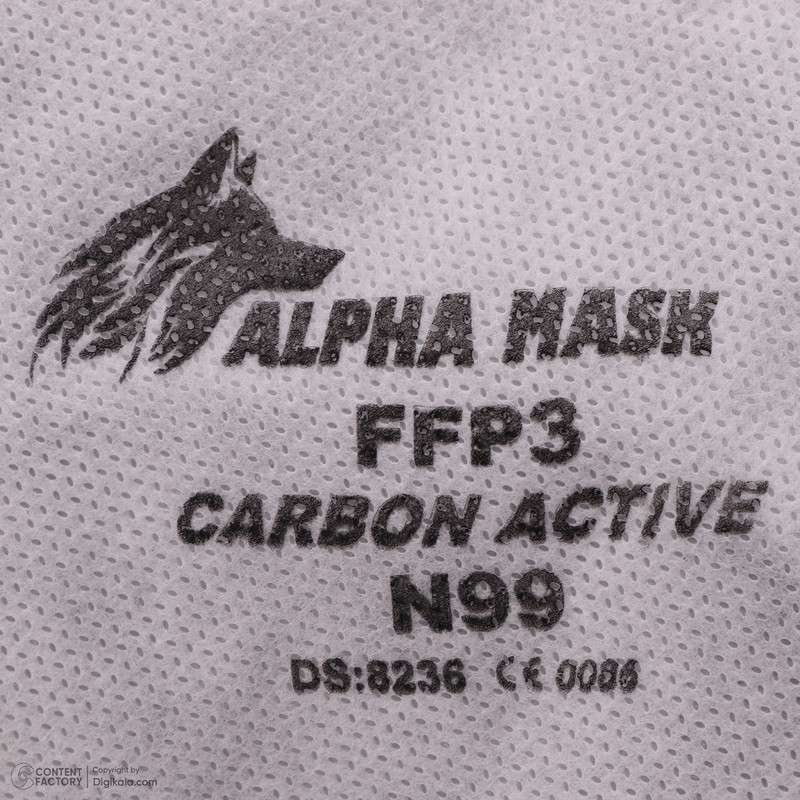 ALPHA MASK
FFP3
CARBON ACTIVE
N99
DS:8236 CE 0086
CONTENT FACTORY
Copyright by
Digikala.com